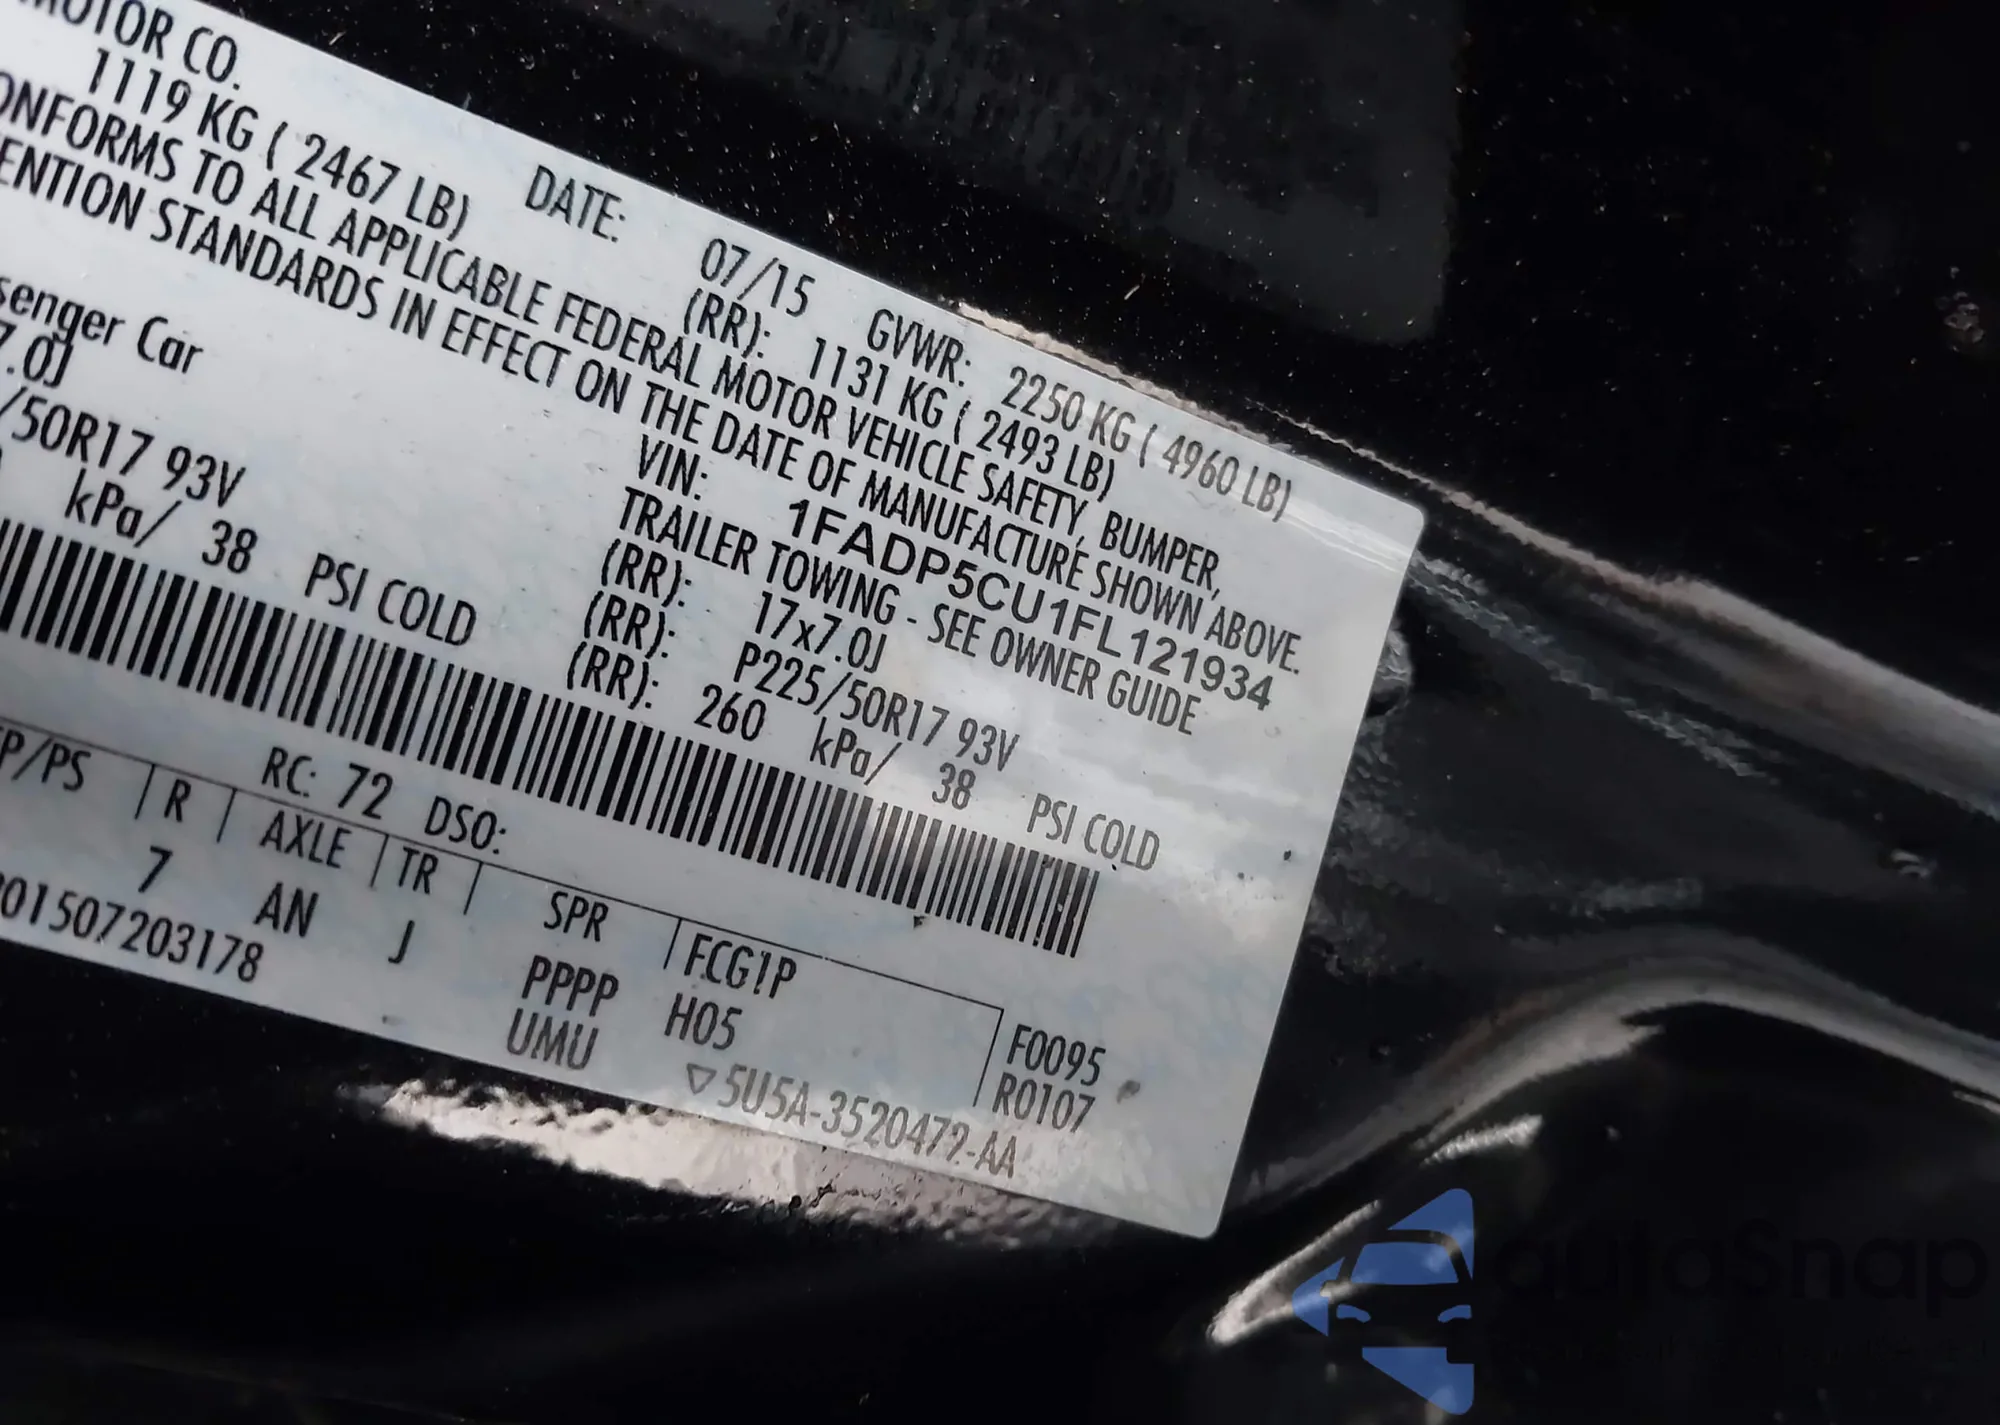 MOTOR CO. DATE: 07/15 GVWR: 2250 KG ( 4960 LB)
1119 KG ( 2467 LB) (RR): 1131 KG ( 2493 LB)
ONFORMS TO ALL APPLICABLE FEDERAL MOTOR VEHICLE SAFETY, BUMPER,
ENTION STANDARDS IN EFFECT ON THE DATE OF MANUFACTURE SHOWN ABOVE.
VIN: 1FADP5CU1FL121934
senger Car TRAILER TOWING - SEE OWNER GUIDE
7.0J (RR): 17x7.0J
/50R17 93V (RR): P225/50R17 93V
kPa/ 38 PSI COLD (RR): 260 kPa/ 38 PSI COLD
RC: 72 DSO:
P/PS R AXLE TR SPR FCG1P
7 AN J PPPP H05 F0095
01507203178 UMU R0107
▽5U5A-3520472-AA
autoSnap